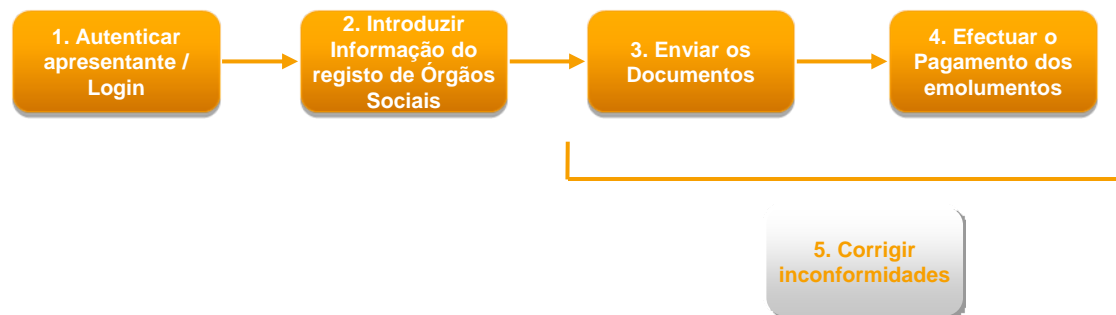 1. Autenticar
apresentante /
Login
2. Introduzir
Informação do
registo de Órgãos
Sociais
3. Enviar os
Documentos
4. Efectuar o
Pagamento dos
emolumentos
5. Corrigir
inconformidades